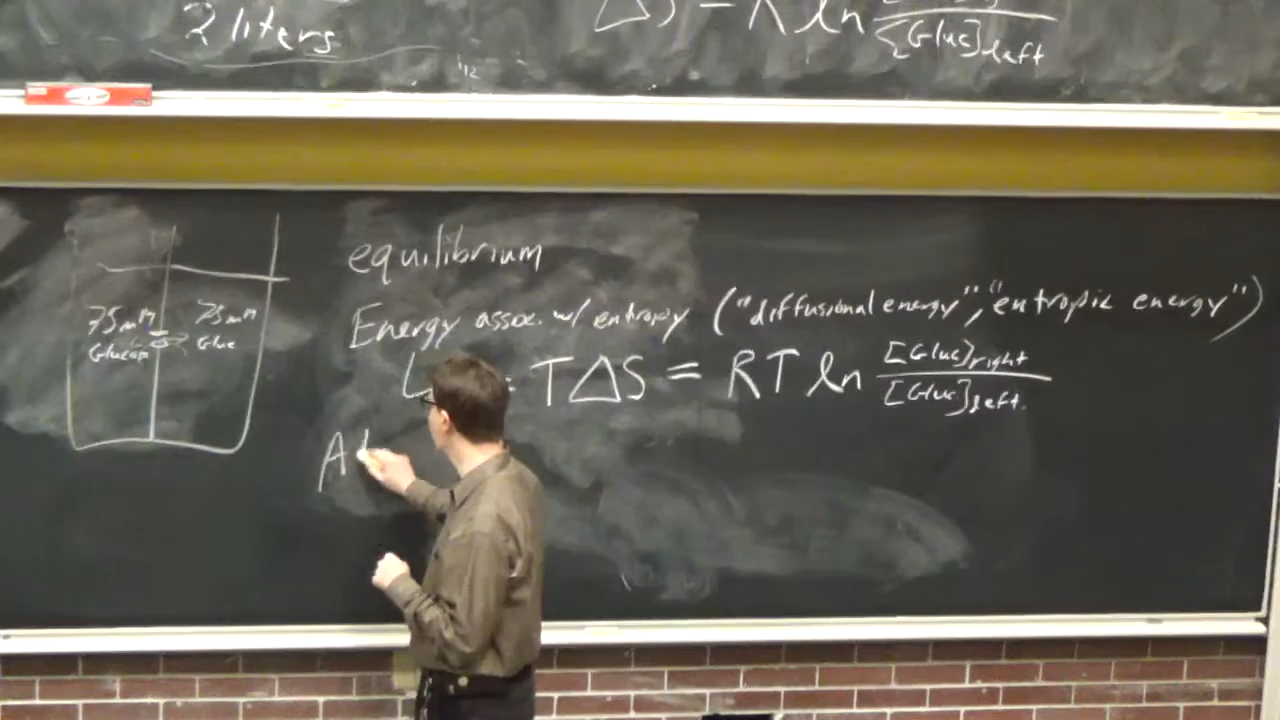 2 liters
ΔS = R ln [Gluc]left
equilibrium
Energy assoc. w/ entropy ("diffusional energy", "entropic energy")
= TΔS = RT ln [Gluc]right / [Gluc]left
75mM Glucose
75mM Gluc